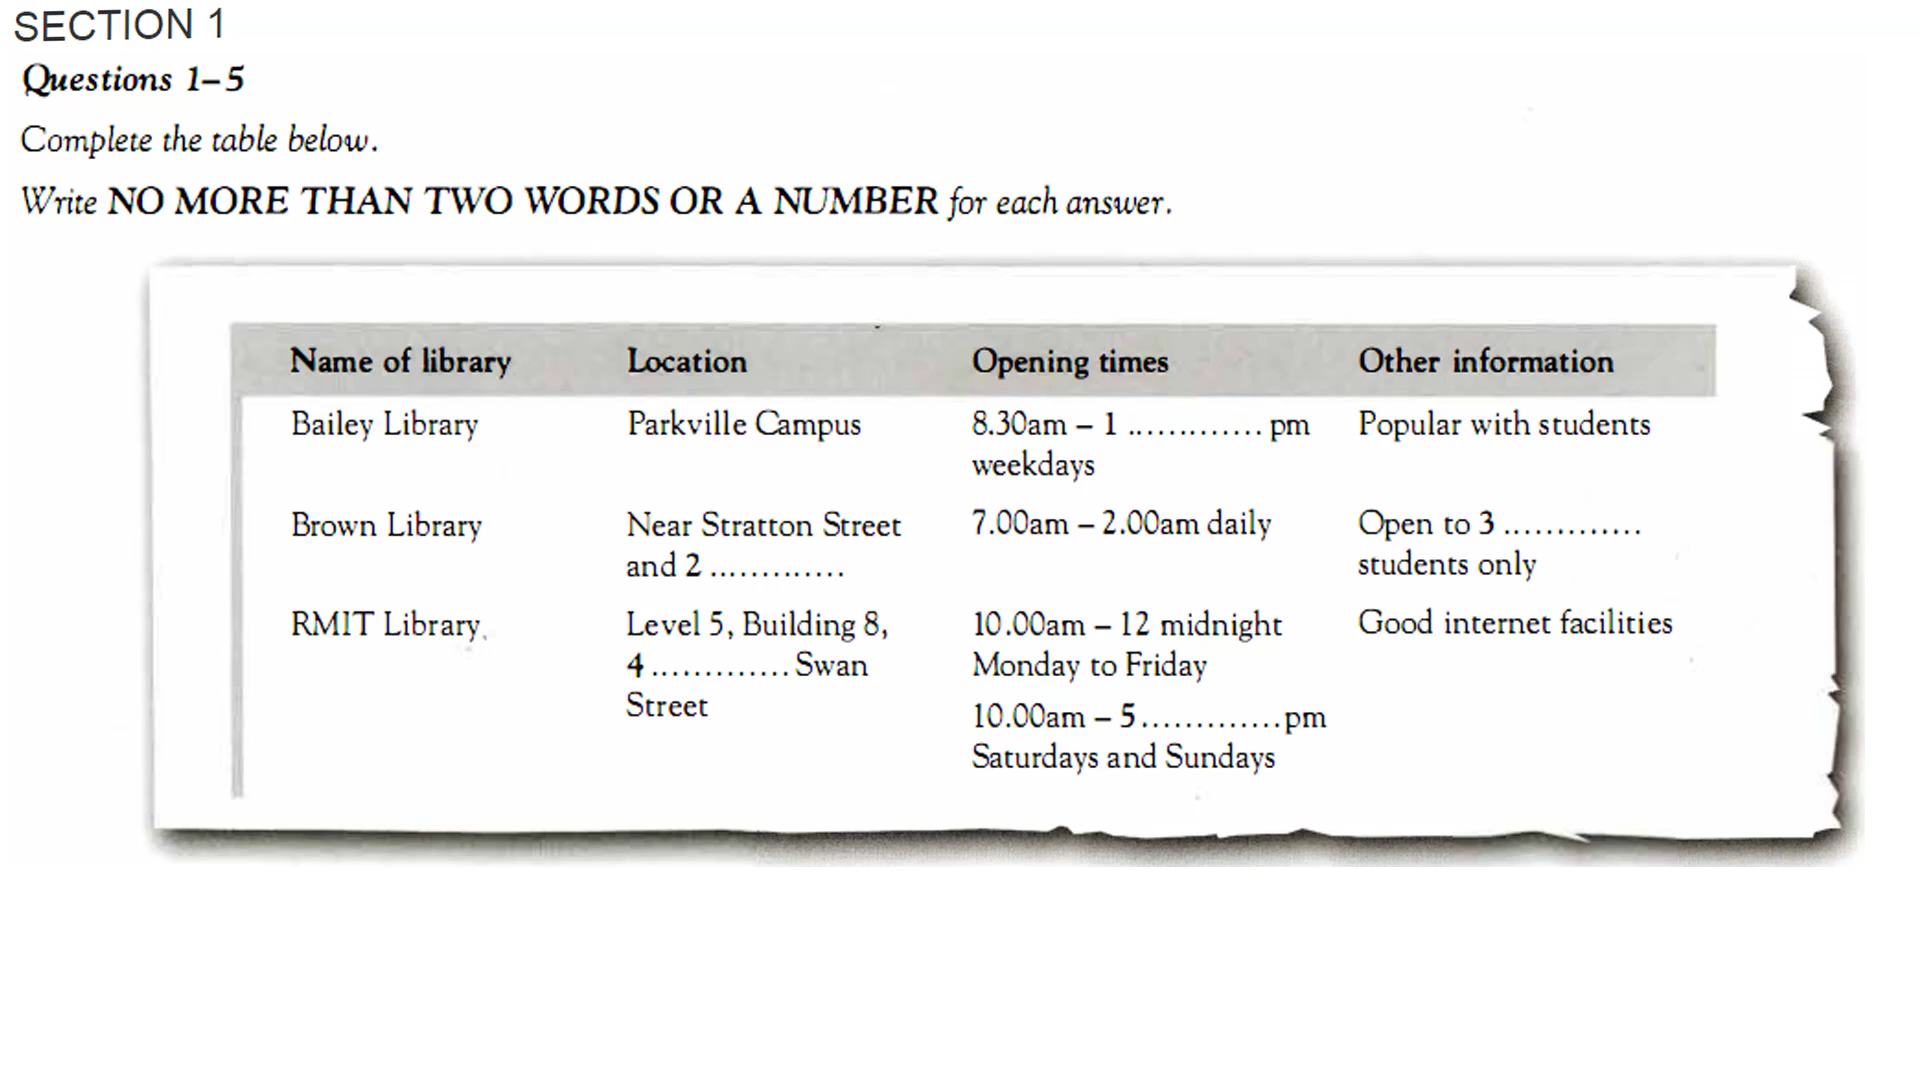 SECTION 1
Questions 1–5
Complete the table below.
Write NO MORE THAN TWO WORDS OR A NUMBER for each answer.
Name of library Location Opening times Other information
Bailey Library Parkville Campus 8.30am – 1 ............. pm Popular with students
weekdays
Brown Library Near Stratton Street 7.00am – 2.00am daily Open to 3 .............
and 2 ............. students only
RMIT Library Level 5, Building 8, 10.00am – 12 midnight Good internet facilities
4 ............. Swan Monday to Friday
Street
10.00am – 5 ............. pm
Saturdays and Sundays